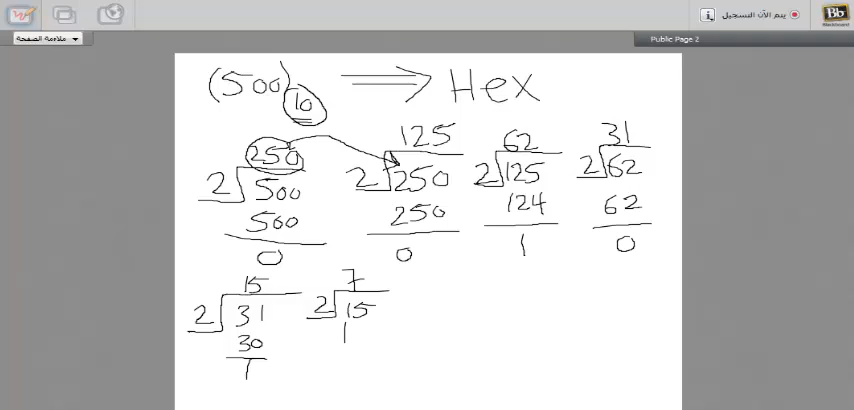 يتم الآن التسجيل
Bb
Blackboard
ملاءمة الصفحة
Public Page 2
(500)10 ⟹ Hex
250 125 62 31
2 500 2 250 2 125 2 62
500 250 124 62
0 0 1 0
15 7
2 31 2 15
30 1
1